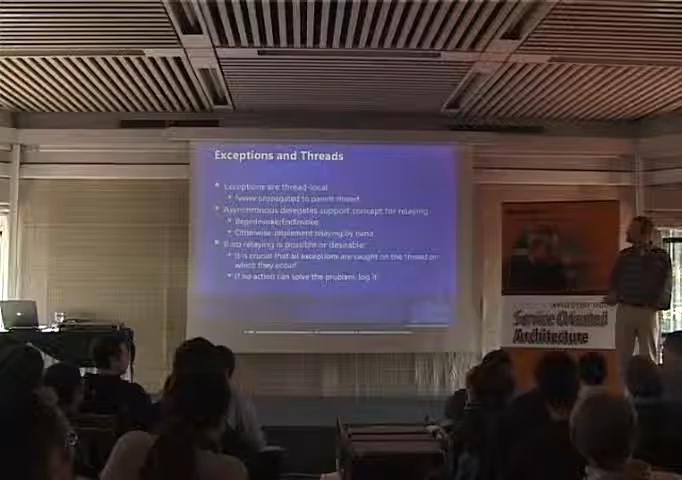 Exceptions and Threads
Exceptions are thread-local
Never propagated to parent thread
Asynchronous delegates support concept for relaying
BeginInvoke/EndInvoke
Otherwise implement relaying by hand
If no relaying is possible or desirable:
It is crucial that all exceptions are caught on the thread on
which they occur!
If no action can solve the problem, log it!
Service Oriented
Architecture